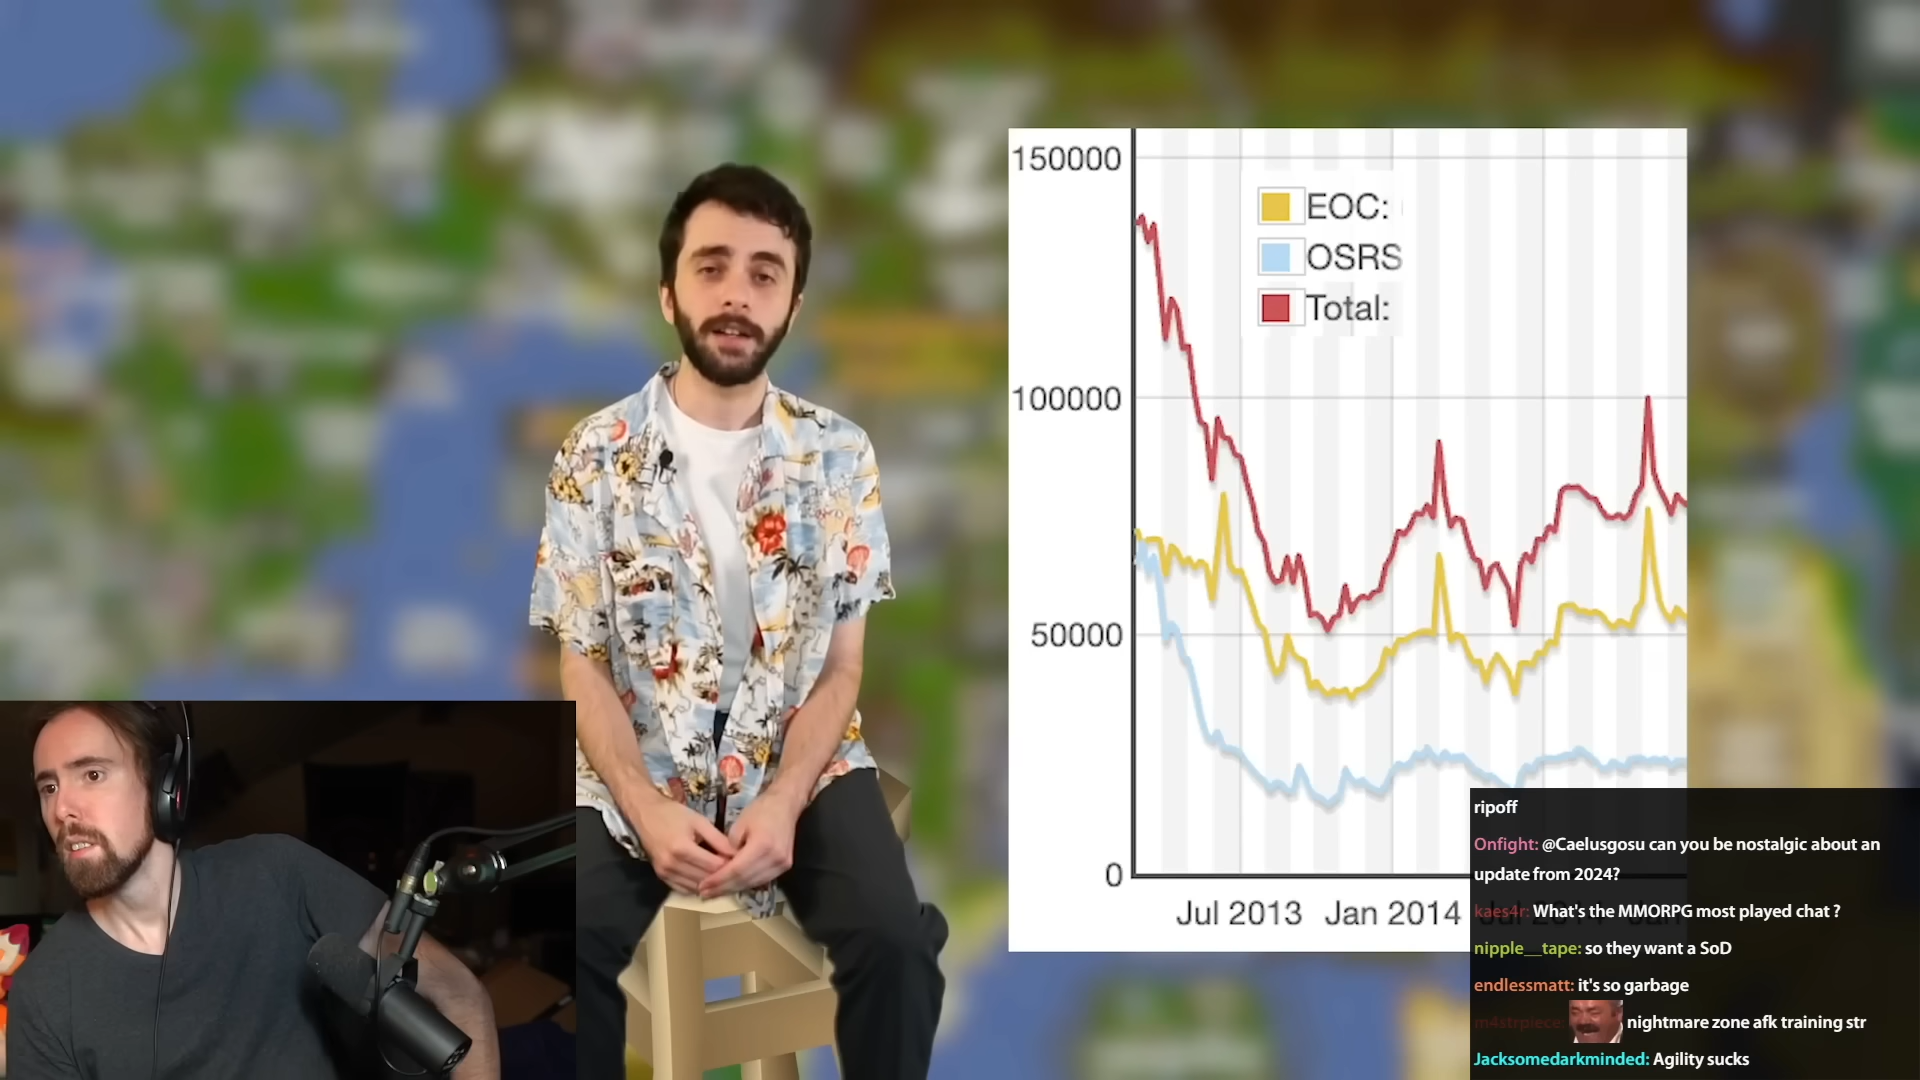 150000
100000
50000
0
EOC:
OSRS
Total:
Jul 2013
Jan 2014
ripoff
Onfight: @Caelusgosu can you be nostalgic about an
update from 2024?
kaes4r: What's the MMORPG most played chat ?
nipple__tape: so they want a SoD
endlessmatt: it's so garbage
m4strpiece: nightmare zone afk training str
Jacksomedarkminded: Agility sucks